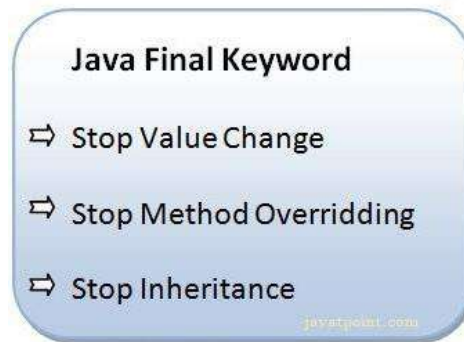 Java Final Keyword
⇨ Stop Value Change
⇨ Stop Method Overridding
⇨ Stop Inheritance
javatpoint.com